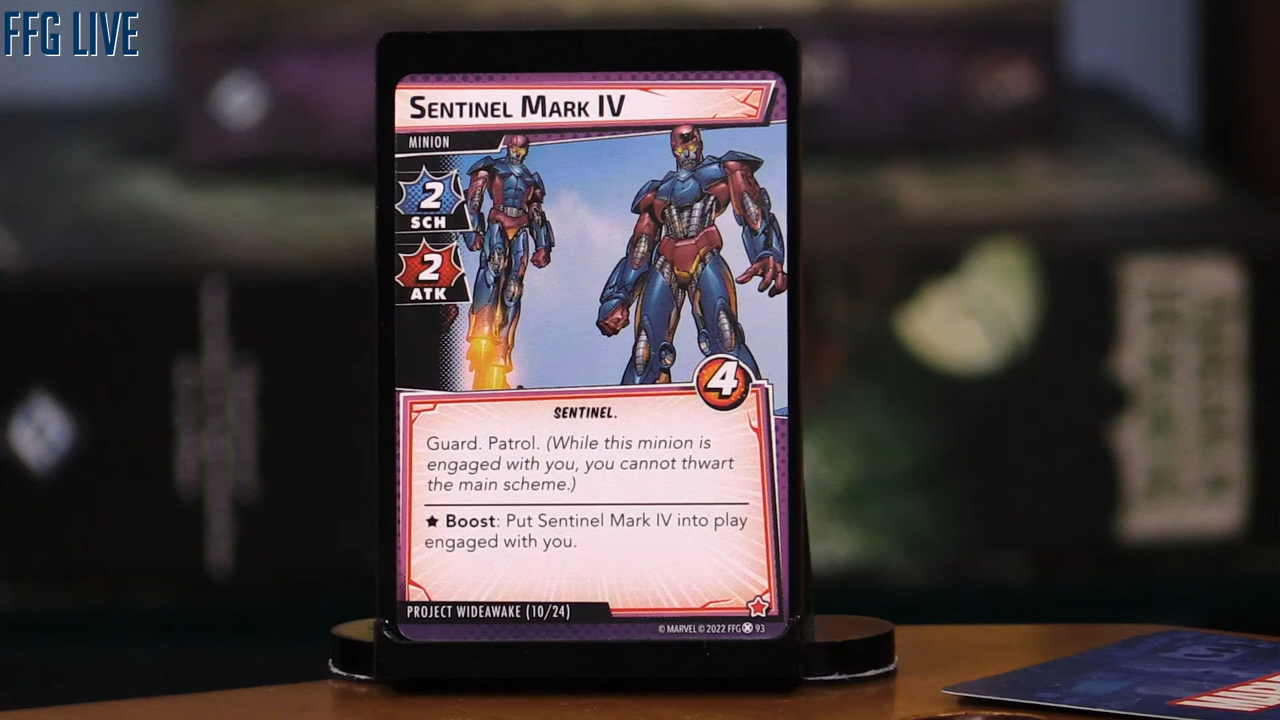 FFG LIVE
SENTINEL MARK IV
MINION
2
SCH
2
ATK
4
SENTINEL.
Guard. Patrol. (While this minion is
engaged with you, you cannot thwart
the main scheme.)
★ Boost: Put Sentinel Mark IV into play
engaged with you.
PROJECT WIDEAWAKE (10/24)
© MARVEL © 2022 FFG 93